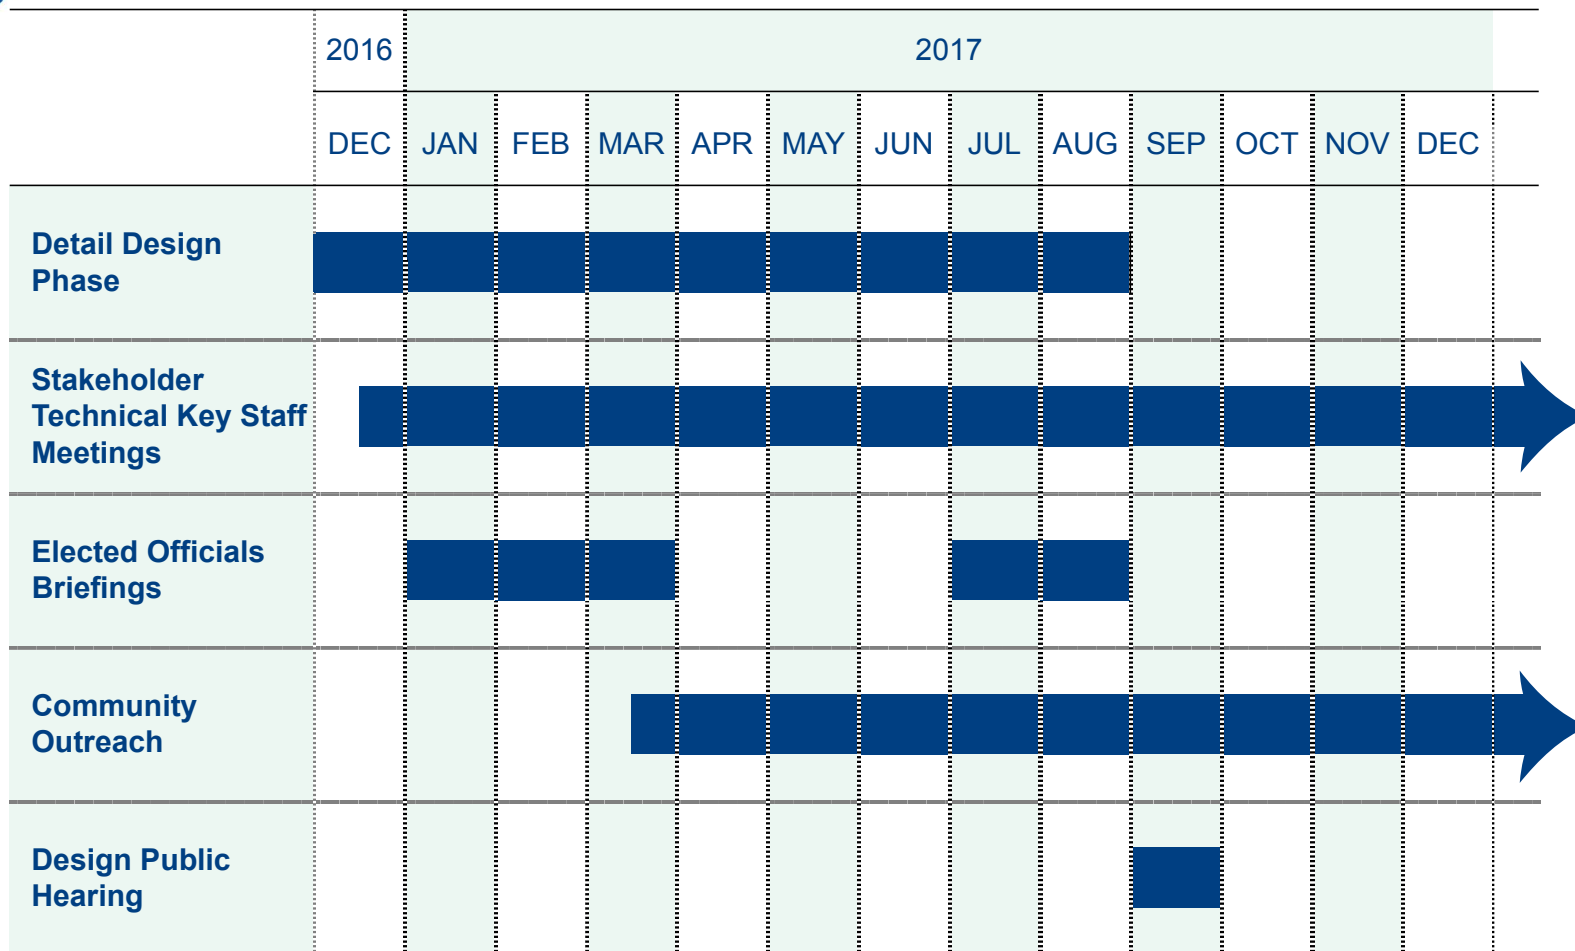 2016 2017
DEC JAN FEB MAR APR MAY JUN JUL AUG SEP OCT NOV DEC
Detail Design
Phase
Stakeholder
Technical Key Staff
Meetings
Elected Officials
Briefings
Community
Outreach
Design Public
Hearing